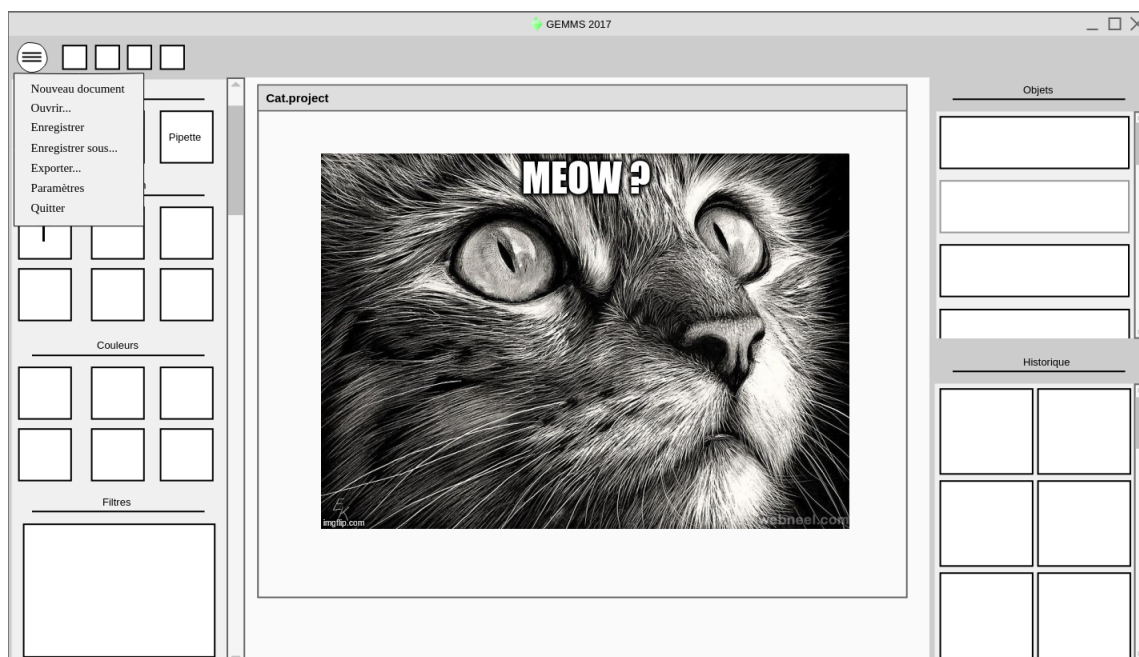 GEMMS 2017
Nouveau document
Ouvrir...
Enregistrer
Enregistrer sous...
Exporter...
Paramètres
Quitter
Pipette
Couleurs
Filtres
Cat.project
MEOW ?
imgflip.com
webneel.com
Objets
Historique